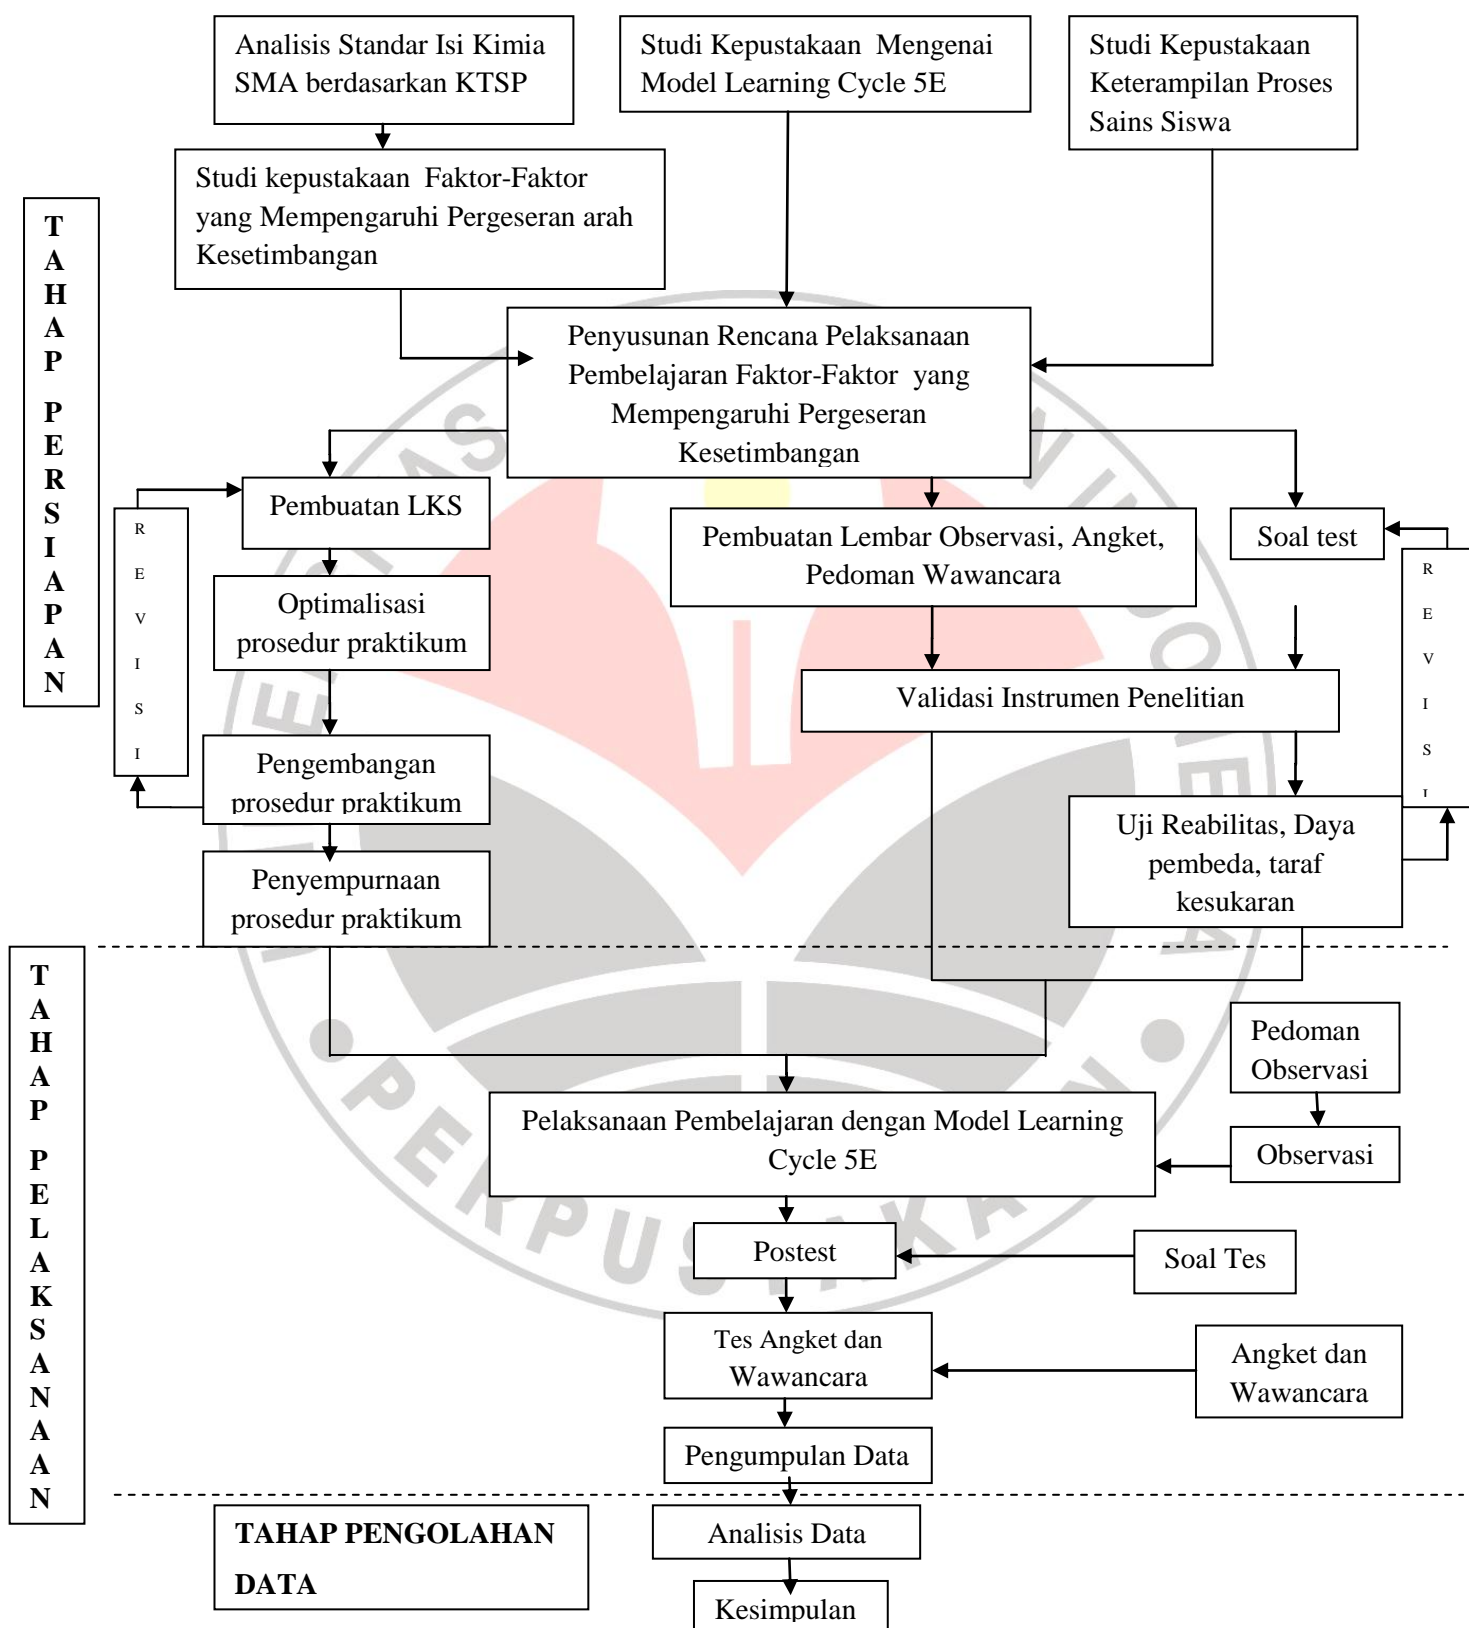 Analisis Standar Isi Kimia
SMA berdasarkan KTSP
Studi Kepustakaan Mengenai
Model Learning Cycle 5E
Studi Kepustakaan
Keterampilan Proses
Sains Siswa
Studi kepustakaan Faktor-Faktor
yang Mempengaruhi Pergeseran arah
Kesetimbangan
TAHAP PERSIAPAN
Penyusunan Rencana Pelaksanaan
Pembelajaran Faktor-Faktor yang
Mempengaruhi Pergeseran
Kesetimbangan
REVISI
Pembuatan LKS
Pembuatan Lembar Observasi, Angket,
Pedoman Wawancara
Soal test
REVISI
Optimalisasi
prosedur praktikum
Validasi Instrumen Penelitian
Pengembangan
prosedur praktikum
Uji Reabilitas, Daya
pembeda, taraf
kesukaran
Penyempurnaan
prosedur praktikum
TAHAP PELAKSANAAN
Pedoman
Observasi
Pelaksanaan Pembelajaran dengan Model Learning
Cycle 5E
Observasi
Postest
Soal Tes
Tes Angket dan
Wawancara
Angket dan
Wawancara
Pengumpulan Data
TAHAP PENGOLAHAN
DATA
Analisis Data
Kesimpulan
PERPUSTAKAAN